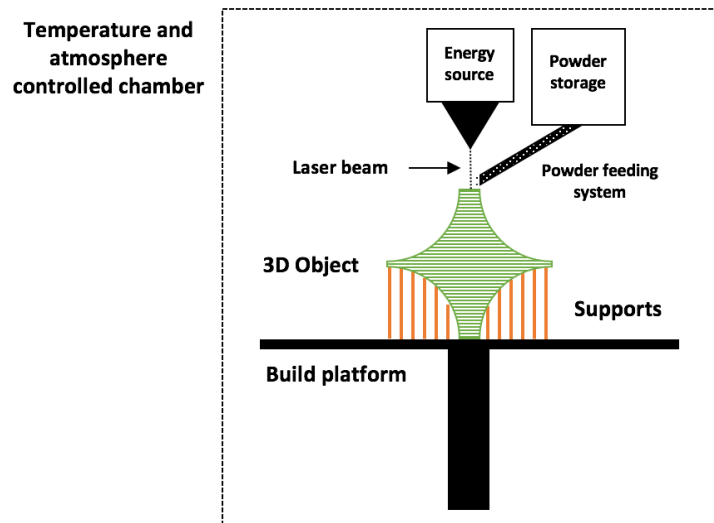 Temperature and
atmosphere
controlled chamber
Energy
source
Powder
storage
Laser beam
Powder feeding
system
3D Object
Supports
Build platform